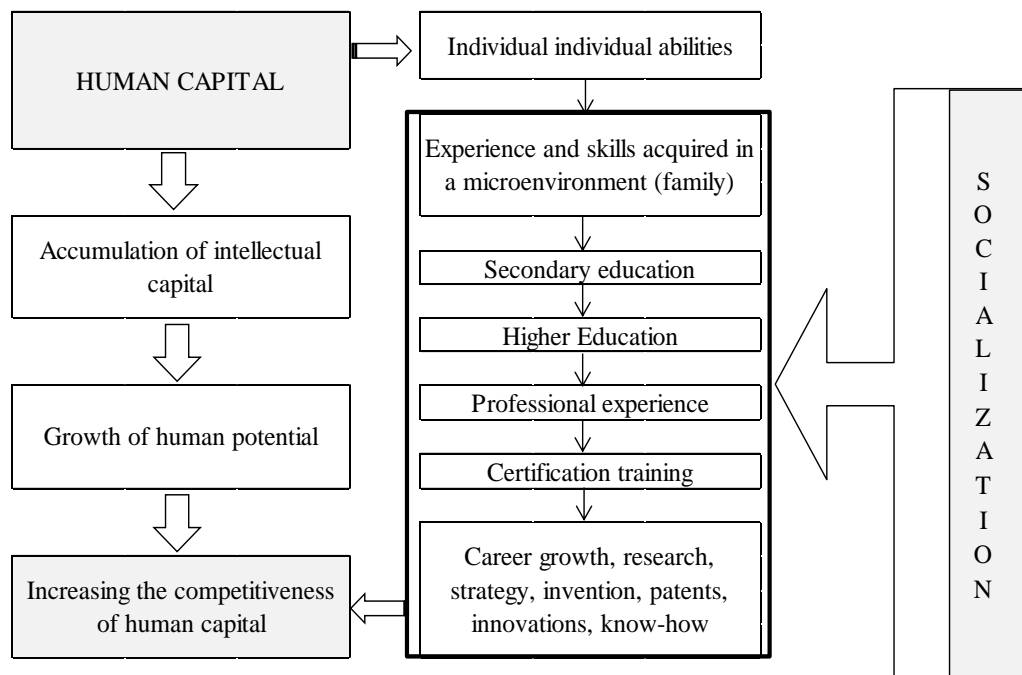 HUMAN CAPITAL
Accumulation of intellectual
capital
Growth of human potential
Increasing the competitiveness
of human capital
Individual individual abilities
Experience and skills acquired in
a microenvironment (family)
Secondary education
Higher Education
Professional experience
Certification training
Career growth, research,
strategy, invention, patents,
innovations, know-how
S
O
C
I
A
L
I
Z
A
T
I
O
N